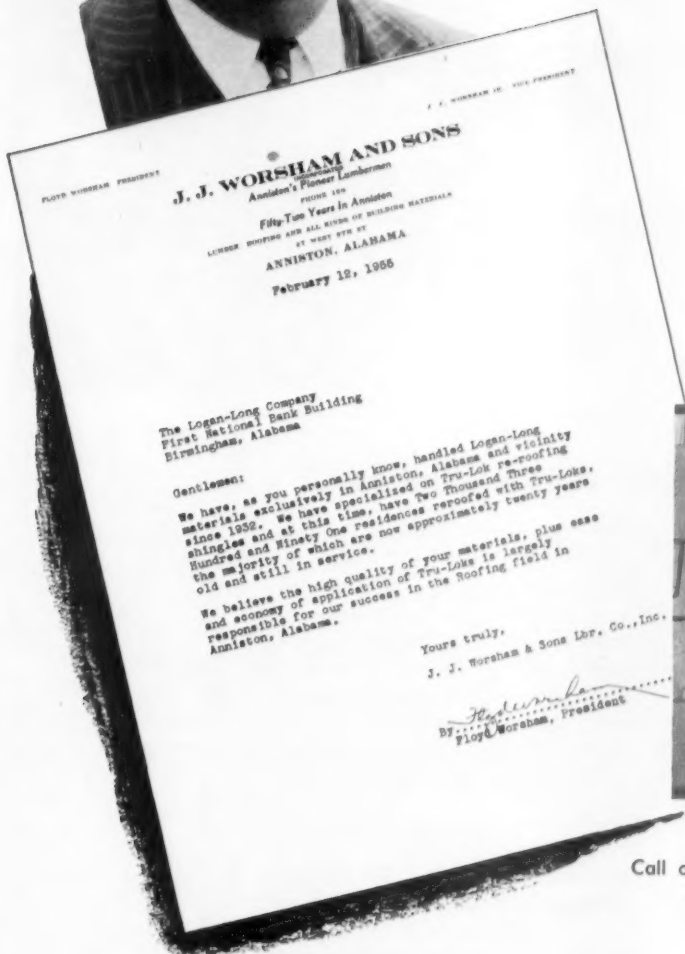 J. J. WORSHAM JR. VICE PRESIDENT
FLOYD WORSHAM PRESIDENT
J. J. WORSHAM AND SONS
INCORPORATED
Anniston's Pioneer Lumbermen
PHONE
Fifty-Two Years In Anniston
LUMBER ROOFING AND ALL KINDS OF BUILDING MATERIALS
27 WEST 9TH ST
ANNISTON, ALABAMA
February 12, 1955
The Logan-Long Company
First National Bank Building
Birmingham, Alabama
Gentlemen:
We have, as you personally know, handled Logan-Long
materials exclusively in Anniston, Alabama and vicinity
since 1932. We have specialized on Tru-Lok re-roofing
shingles and at this time, have Two Thousand Three
Hundred and Ninety One residences reroofed with Tru-Loks,
the majority of which are now approximately twenty years
old and still in service.
We believe the high quality of your materials, plus ease
and economy of application of Tru-Loks is largely
responsible for our success in the Roofing field in
Anniston, Alabama.
Yours truly,
J. J. Worsham & Sons Lbr. Co.,Inc.
By
Floyd Worsham, President
Call